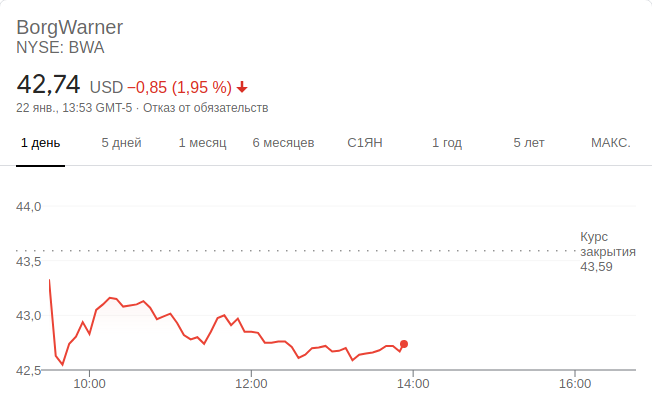 BorgWarner
NYSE: BWA
42,74 USD −0,85 (1,95 %)
22 янв., 13:53 GMT-5 · Отказ от обязательств
1 день 5 дней 1 месяц 6 месяцев С1ЯН 1 год 5 лет МАКС.
44,0
Курс
закрытия
43,59
43,5
43,0
42,5
10:00 12:00 14:00 16:00